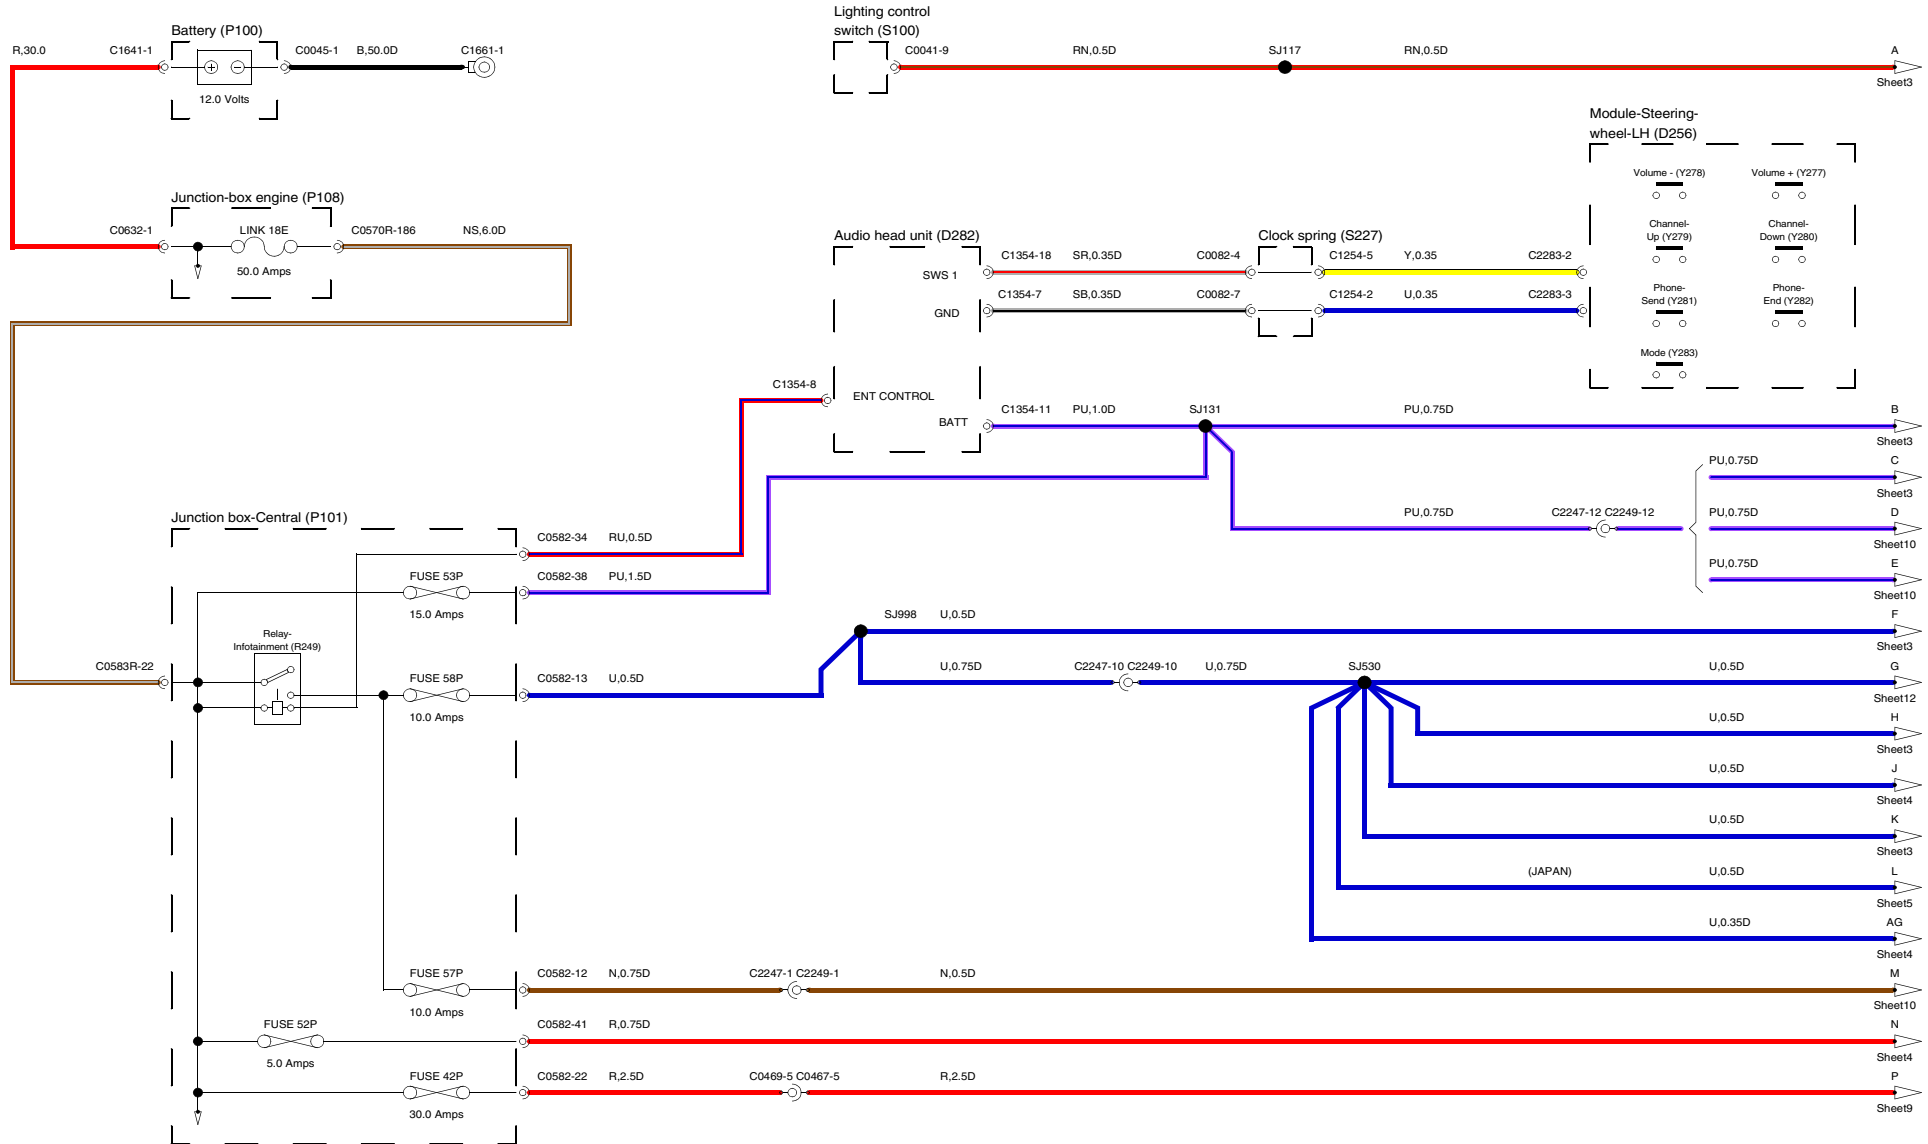 Lighting control
switch (S100)
Battery (P100)
R,30.0 C1641-1 C0045-1 B,50.0D C1661-1 C0041-9 RN,0.5D SJ117 RN,0.5D A
+ −
Sheet3
12.0 Volts
Module-Steering-
wheel-LH (D256)
Volume - (Y278) Volume + (Y277)
Junction-box engine (P108)
C0632-1 LINK 18E C0570R-186 NS,6.0D
50.0 Amps
Audio head unit (D282) Clock spring (S227)
Channel-
Up (Y279)
Channel-
Down (Y280)
SWS 1 C1354-18 SR,0.35D C0082-4 C1254-5 Y,0.35 C2283-2
GND C1354-7 SB,0.35D C0082-7 C1254-2 U,0.35 C2283-3
Phone-
Send (Y281)
Phone-
End (Y282)
Mode (Y283)
C1354-8 ENT CONTROL
BATT C1354-11 PU,1.0D SJ131 PU,0.75D B
Sheet3
PU,0.75D C
Sheet3
PU,0.75D C2247-12 C2249-12 PU,0.75D D
Sheet10
PU,0.75D E
Sheet10
Junction box-Central (P101)
C0582-34 RU,0.5D
FUSE 53P C0582-38 PU,1.5D
15.0 Amps
SJ998 U,0.5D F
Sheet3
Relay-
Infotainment (R249)
C0583R-22
FUSE 58P C0582-13 U,0.5D
10.0 Amps
U,0.75D C2247-10 C2249-10 U,0.75D SJ530 U,0.5D G
Sheet12
U,0.5D H
Sheet3
U,0.5D J
Sheet4
U,0.5D K
Sheet3
(JAPAN) U,0.5D L
Sheet5
U,0.35D AG
Sheet4
FUSE 57P C0582-12 N,0.75D C2247-1 C2249-1 N,0.5D M
10.0 Amps
Sheet10
FUSE 52P C0582-41 R,0.75D N
5.0 Amps
Sheet4
FUSE 42P C0582-22 R,2.5D C0469-5 C0467-5 R,2.5D P
30.0 Amps
Sheet9